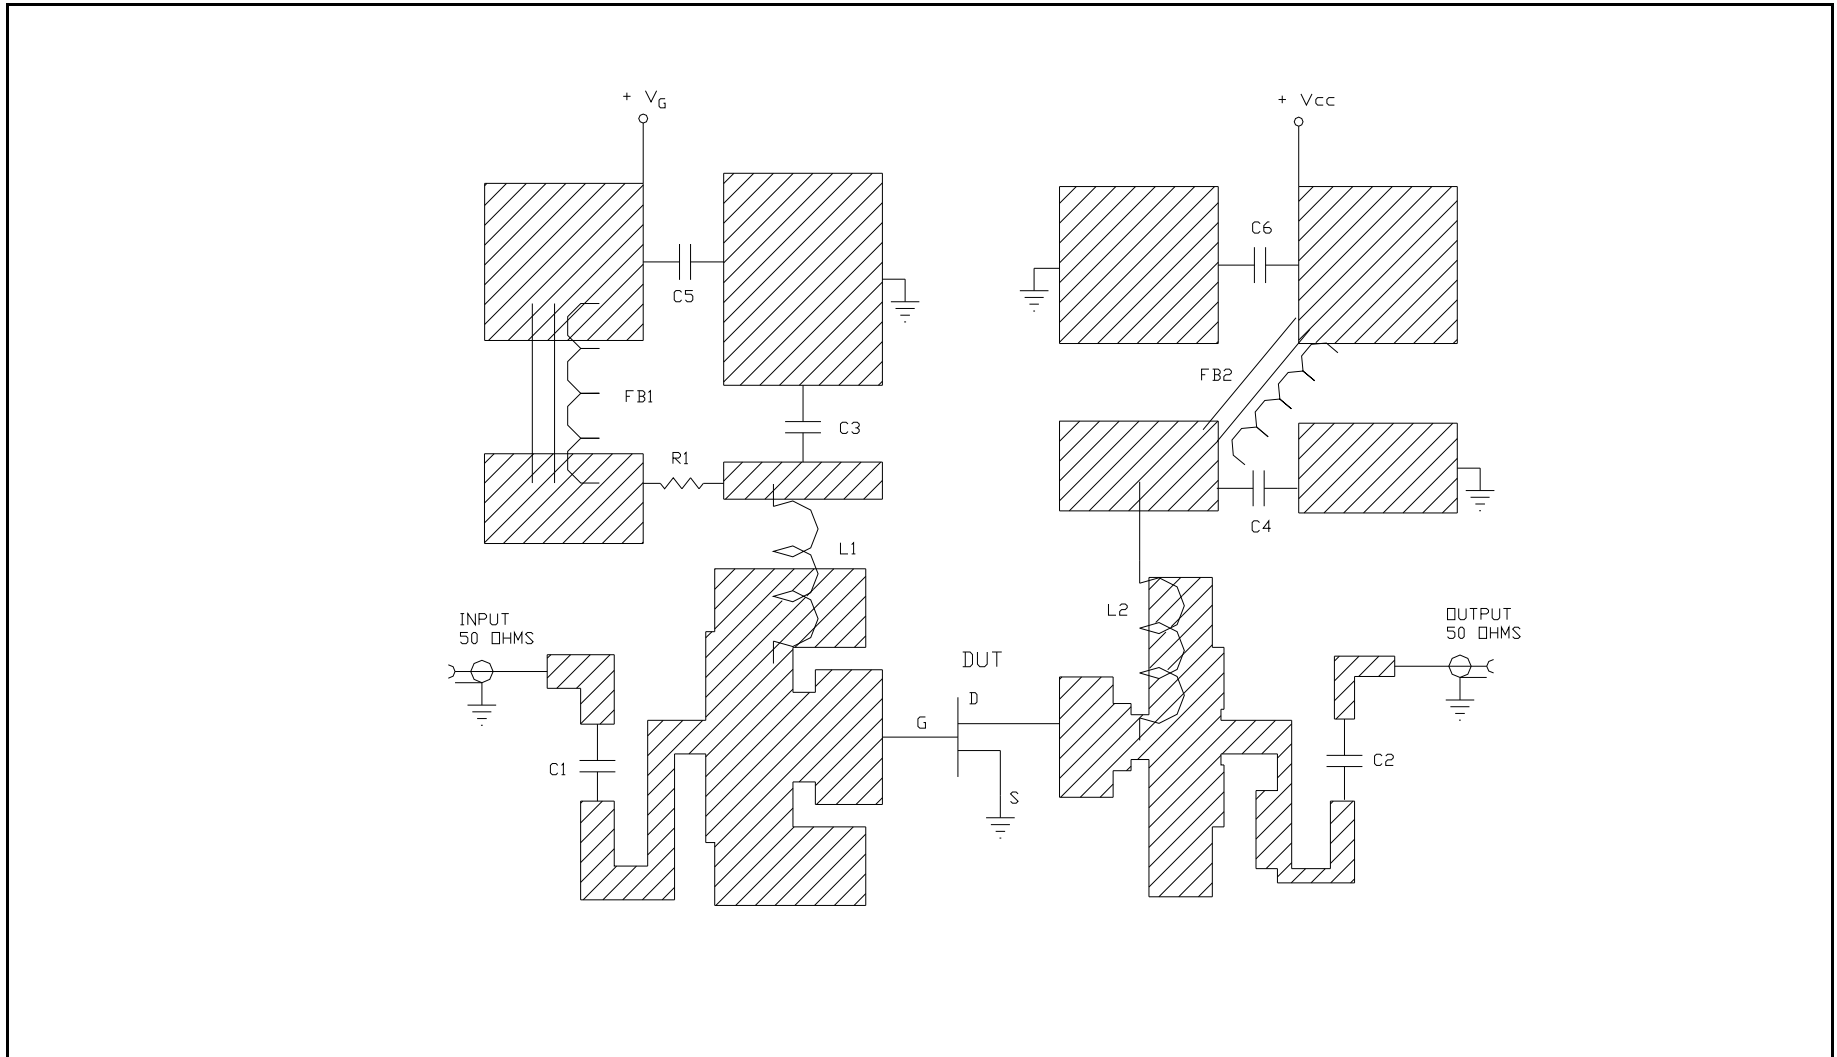 + VG
+ Vcc
C6
C5
FB2
FB1
C3
R1
C4
L1
L2
INPUT
50 OHMS
OUTPUT
50 OHMS
DUT
D
G
C1
C2
S